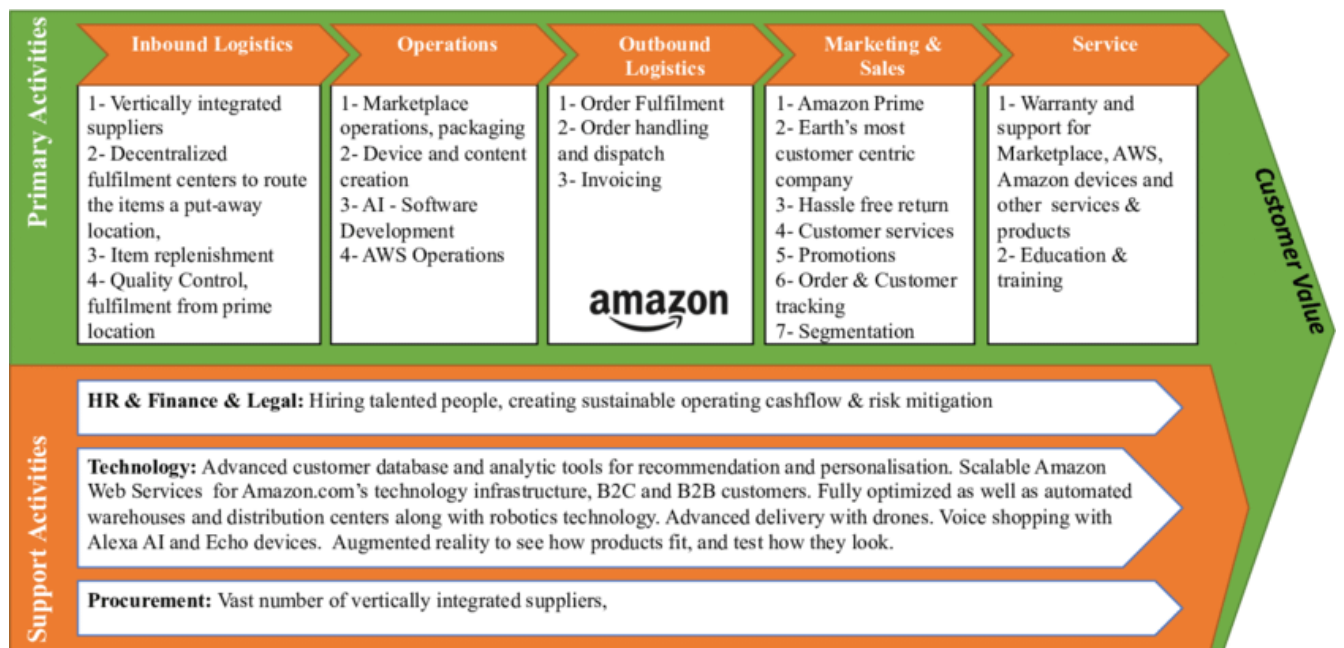 Primary Activities
Inbound Logistics
1- Vertically integrated
suppliers
2- Decentralized
fulfilment centers to route
the items a put-away
location,
3- Item replenishment
4- Quality Control,
fulfilment from prime
location
Operations
1- Marketplace
operations, packaging
2- Device and content
creation
3- AI - Software
Development
4- AWS Operations
Outbound
Logistics
1- Order Fulfilment
2- Order handling
and dispatch
3- Invoicing
amazon
Marketing &
Sales
1- Amazon Prime
2- Earth's most
customer centric
company
3- Hassle free return
4- Customer services
5- Promotions
6- Order & Customer
tracking
7- Segmentation
Service
1- Warranty and
support for
Marketplace, AWS,
Amazon devices and
other services &
products
2- Education &
training
Customer Value
Support Activities
HR & Finance & Legal: Hiring talented people, creating sustainable operating cashflow & risk mitigation
Technology: Advanced customer database and analytic tools for recommendation and personalisation. Scalable Amazon
Web Services for Amazon.com's technology infrastructure, B2C and B2B customers. Fully optimized as well as automated
warehouses and distribution centers along with robotics technology. Advanced delivery with drones. Voice shopping with
Alexa AI and Echo devices. Augmented reality to see how products fit, and test how they look.
Procurement: Vast number of vertically integrated suppliers,